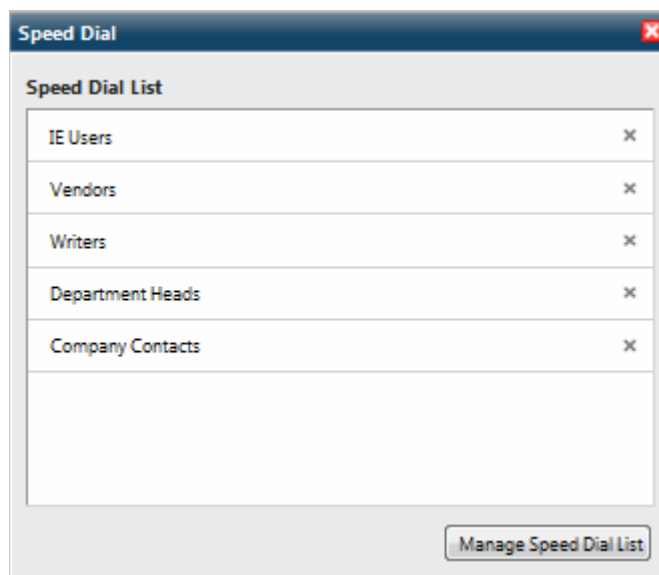 Speed Dial
Speed Dial List
IE Users
Vendors
Writers
Department Heads
Company Contacts
Manage Speed Dial List